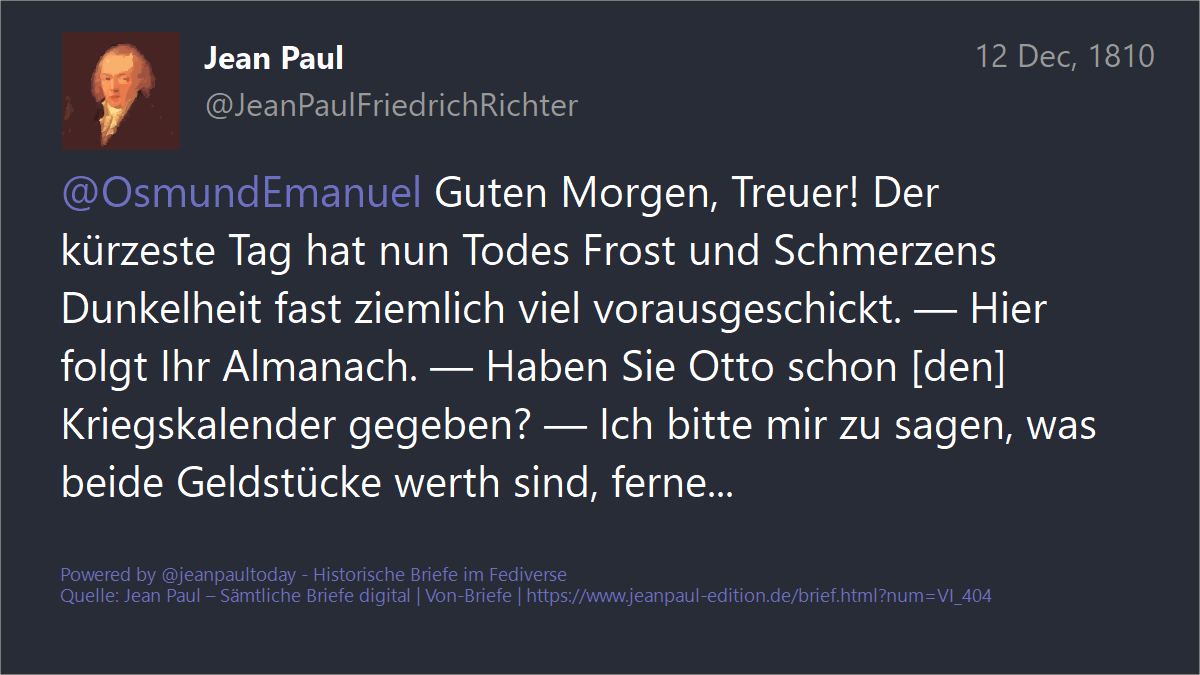 Jean Paul
12 Dec, 1810
@JeanPaulFriedrichRichter
@OsmundEmanuel Guten Morgen, Treuer! Der
kürzeste Tag hat nun Todes Frost und Schmerzens
Dunkelheit fast ziemlich viel vorausgeschickt. — Hier
folgt Ihr Almanach. — Haben Sie Otto schon [den]
Kriegskalender gegeben? — Ich bitte mir zu sagen, was
beide Geldstücke werth sind, ferne...
Powered by @jeanpaultoday - Historische Briefe im Fediverse
Quelle: Jean Paul – Sämtliche Briefe digital | Von-Briefe | https://www.jeanpaul-edition.de/brief.html?num=VI_404